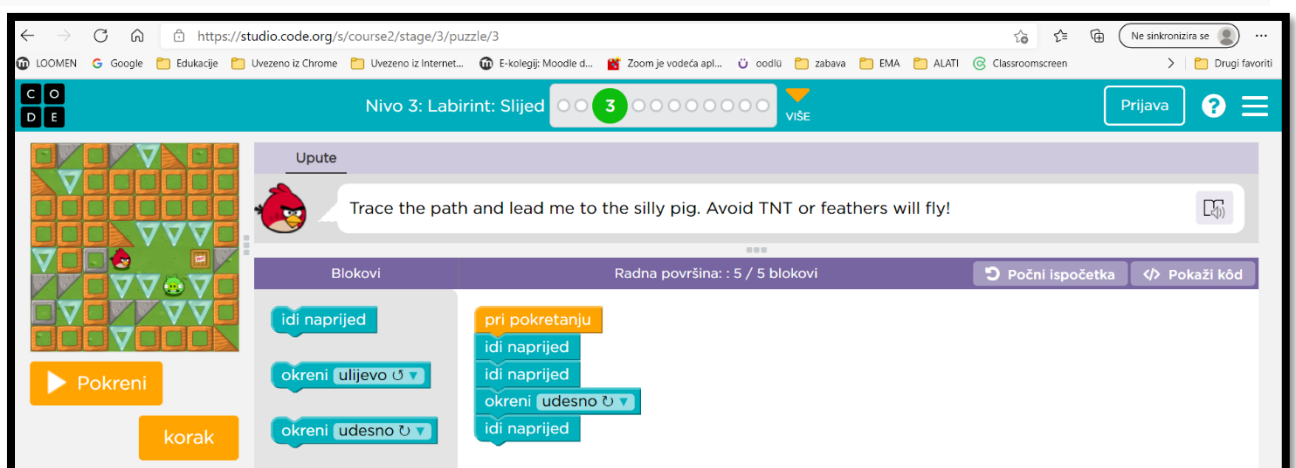 https://studio.code.org/s/course2/stage/3/puzzle/3
Ne sinkronizira se
LOOMEN Google Edukacije Uvezeno iz Chrome Uvezeno iz Internet... E-kolegij: Moodle d... Zoom je vodeća apl... oodlü zabava EMA ALATI Classroomscreen Drugi favoriti
CO
DE
Nivo 3: Labirint: Slijed 3 VIŠE Prijava ?
Upute
Trace the path and lead me to the silly pig. Avoid TNT or feathers will fly!
Blokovi Radna površina: : 5 / 5 blokovi Počni ispočetka </> Pokaži kôd
idi naprijed
okreni ulijevo ↺ ▼
okreni udesno ↻ ▼
pri pokretanju
idi naprijed
idi naprijed
okreni udesno ↻ ▼
idi naprijed
Pokreni
korak